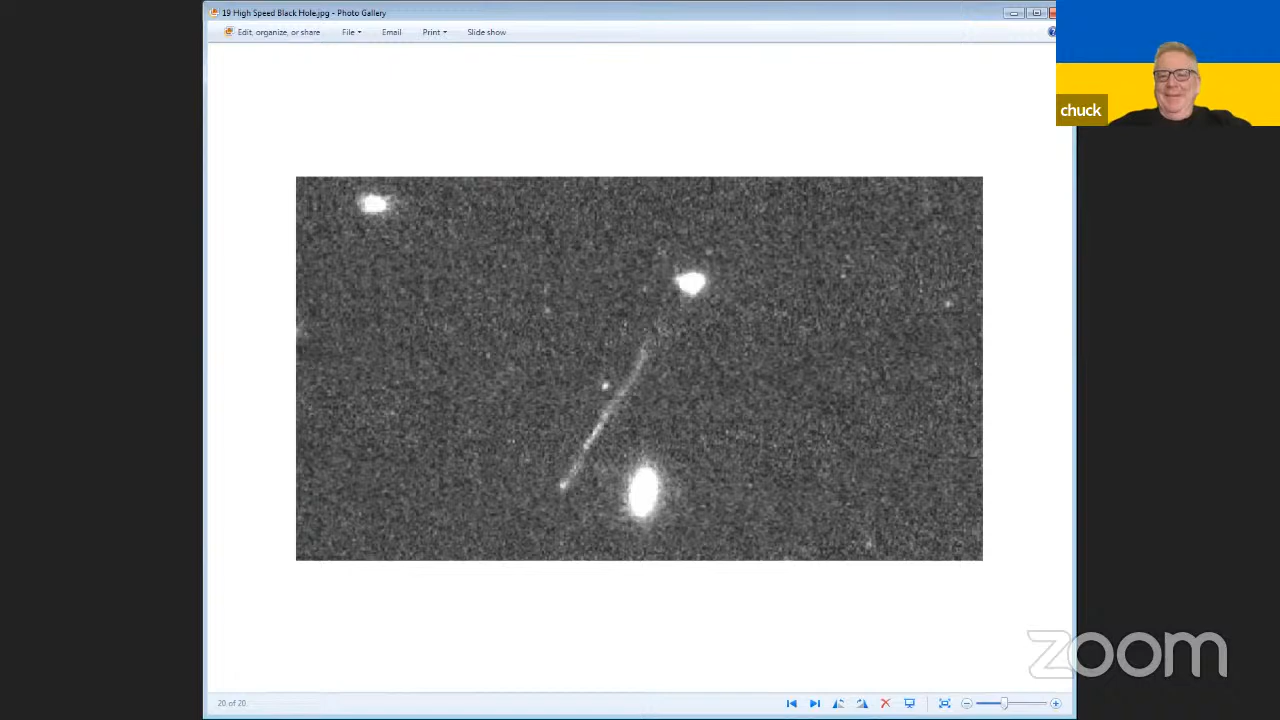 19 High Speed Black Hole.jpg - Photo Gallery
Edit, organize, or share File Email Print Slide show
chuck
zoom
20 of 20